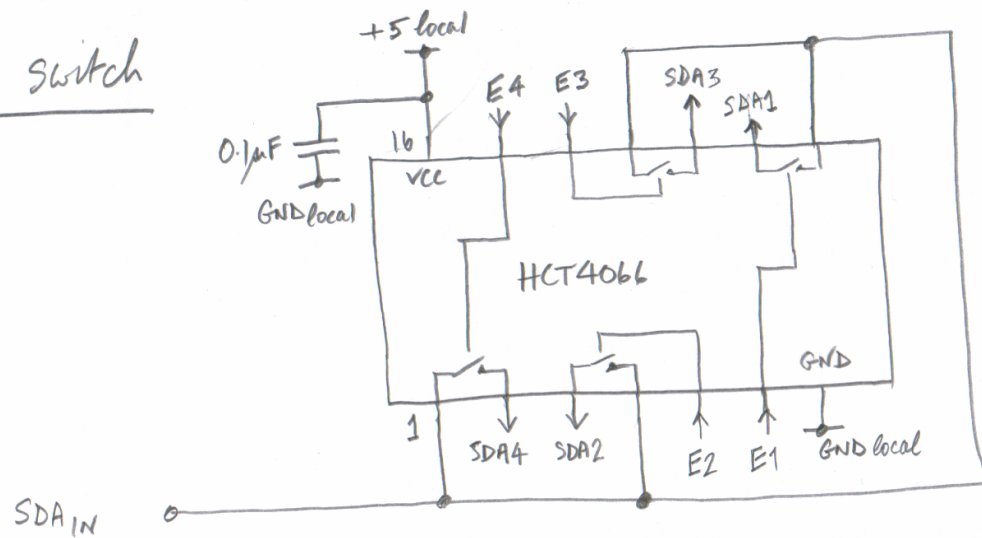 Switch
+5 local
0.1µF
GND local
16
VCC
E4
E3
SDA3
SDA1
HCT4066
GND
1
SDA4
SDA2
E2
E1
GND local
SDA IN